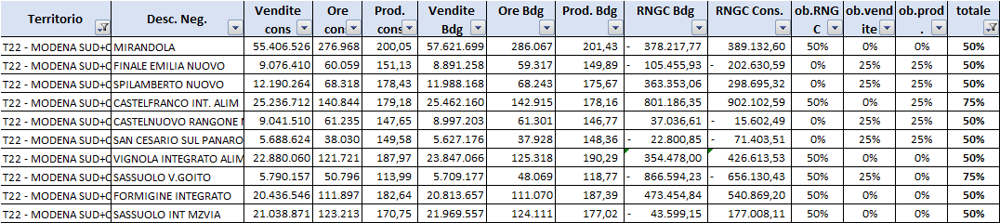 Territorio Desc. Neg. Vendite cons Ore con Prod. cons Vendite Bdg Ore Bdg Prod. Bdg RNGC Bdg RNGC Cons. ob.RNG C ob.vend ite ob.prod . totale
T22 - MODENA SUD+C MIRANDOLA 55.406.526 276.968 200,05 57.621.699 286.067 201,43 - 378.217,77 389.132,60 50% 0% 0% 50%
T22 - MODENA SUD+C FINALE EMILIA NUOVO 9.076.410 60.059 151,13 8.891.258 59.317 149,89 - 105.455,93 - 202.630,59 0% 25% 25% 50%
T22 - MODENA SUD+C SPILAMBERTO NUOVO 12.190.264 68.318 178,43 11.988.168 68.243 175,67 363.353,06 298.695,32 0% 25% 25% 50%
T22 - MODENA SUD+C CASTELFRANCO INT. ALIM 25.236.712 140.844 179,18 25.462.160 142.915 178,16 801.186,35 902.102,59 50% 0% 25% 75%
T22 - MODENA SUD+C CASTELNUOVO RANGONE 9.041.510 61.235 147,65 8.997.203 61.301 146,77 37.036,61 - 15.602,49 0% 25% 25% 50%
T22 - MODENA SUD+C SAN CESARIO SUL PANARO 5.688.624 38.030 149,58 5.627.176 37.928 148,36 - 22.800,85 - 71.403,51 0% 25% 25% 50%
T22 - MODENA SUD+C VIGNOLA INTEGRATO ALIM 22.880.060 121.721 187,97 23.847.066 125.318 190,29 354.478,00 426.613,53 50% 0% 0% 50%
T22 - MODENA SUD+C SASSUOLO V.GOITO 5.790.157 50.796 113,99 5.709.177 48.069 118,77 - 866.594,23 - 656.130,43 50% 25% 0% 75%
T22 - MODENA SUD+C FORMIGINE INTEGRATO 20.436.546 111.897 182,64 20.813.657 111.070 187,39 473.454,84 540.869,20 50% 0% 0% 50%
T22 - MODENA SUD+C SASSUOLO INT MZVIA 21.038.871 123.213 170,75 21.969.557 124.111 177,02 - 43.599,15 177.008,11 50% 0% 0% 50%